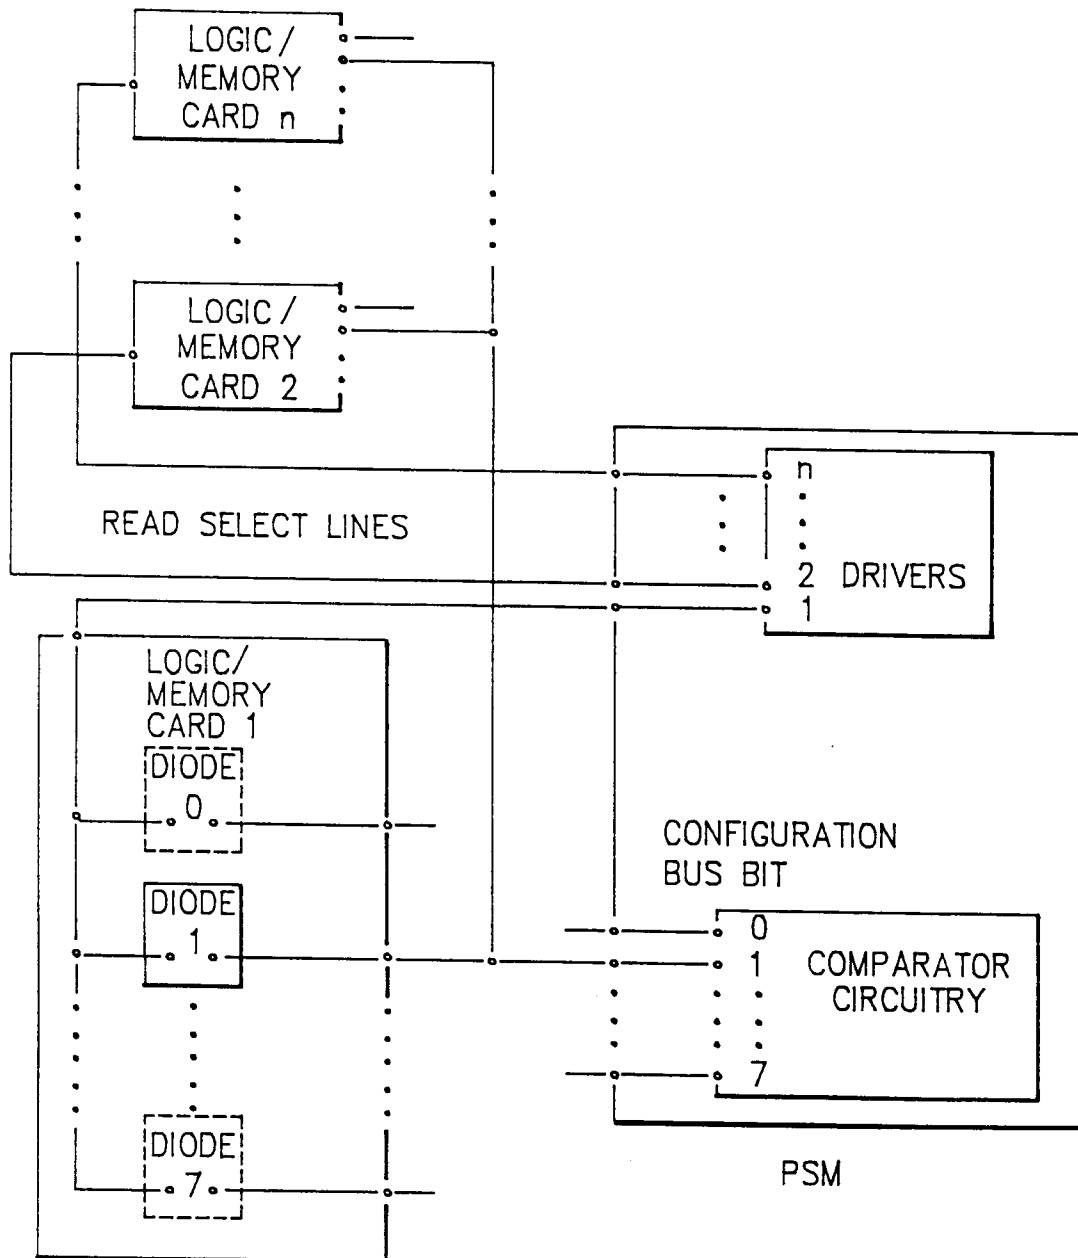 LOGIC/
MEMORY
CARD n
LOGIC/
MEMORY
CARD 2
READ SELECT LINES
n
2 DRIVERS
1
LOGIC/
MEMORY
CARD 1
DIODE
0
DIODE
1
DIODE
7
CONFIGURATION
BUS BIT
0
1 COMPARATOR
CIRCUITRY
7
PSM